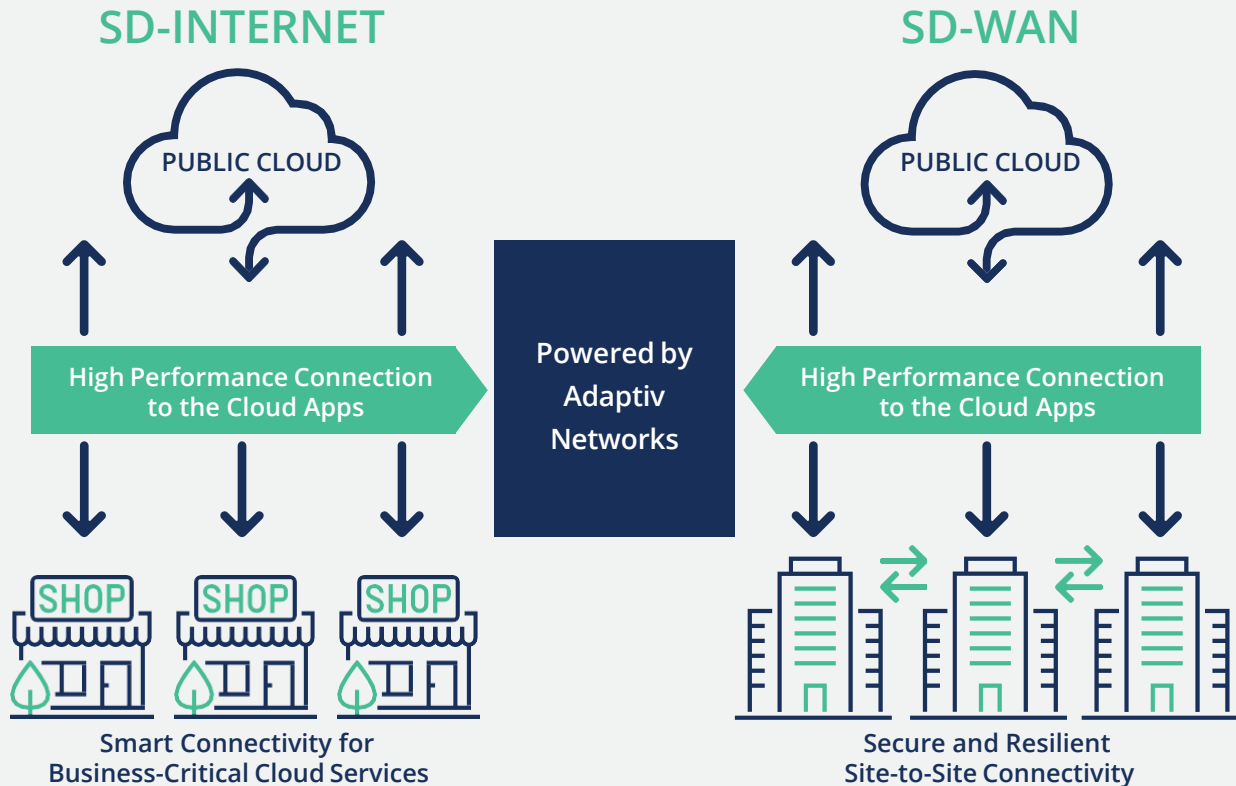 SD-INTERNET
PUBLIC CLOUD
High Performance Connection
to the Cloud Apps
SHOP
SHOP
SHOP
Smart Connectivity for
Business-Critical Cloud Services
Powered by
Adaptiv
Networks
SD-WAN
PUBLIC CLOUD
High Performance Connection
to the Cloud Apps
Secure and Resilient
Site-to-Site Connectivity